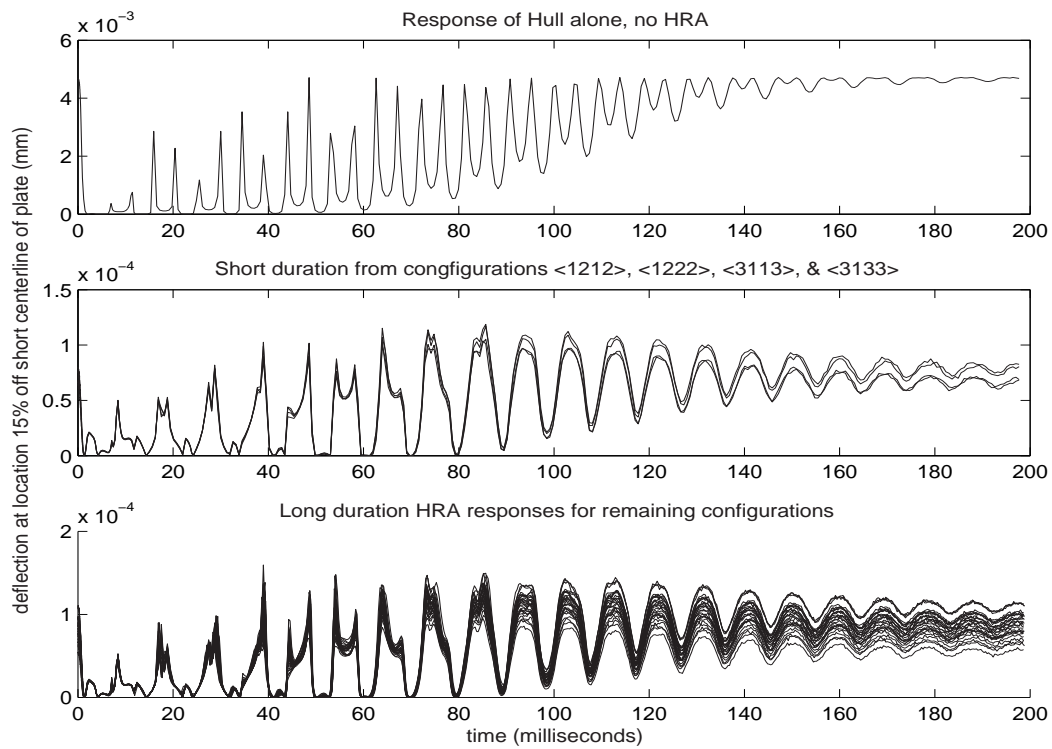 Response of Hull alone, no HRA
x 10^-3
6
4
2
0
0 20 40 60 80 100 120 140 160 180 200
Short duration from congfigurations <1212>, <1222>, <3113>, & <3133>
x 10^-4
1.5
1
0.5
0
0 20 40 60 80 100 120 140 160 180 200
Long duration HRA responses for remaining configurations
x 10^-4
2
1
0
0 20 40 60 80 100 120 140 160 180 200
time (milliseconds)
deflection at location 15% off short centerline of plate (mm)